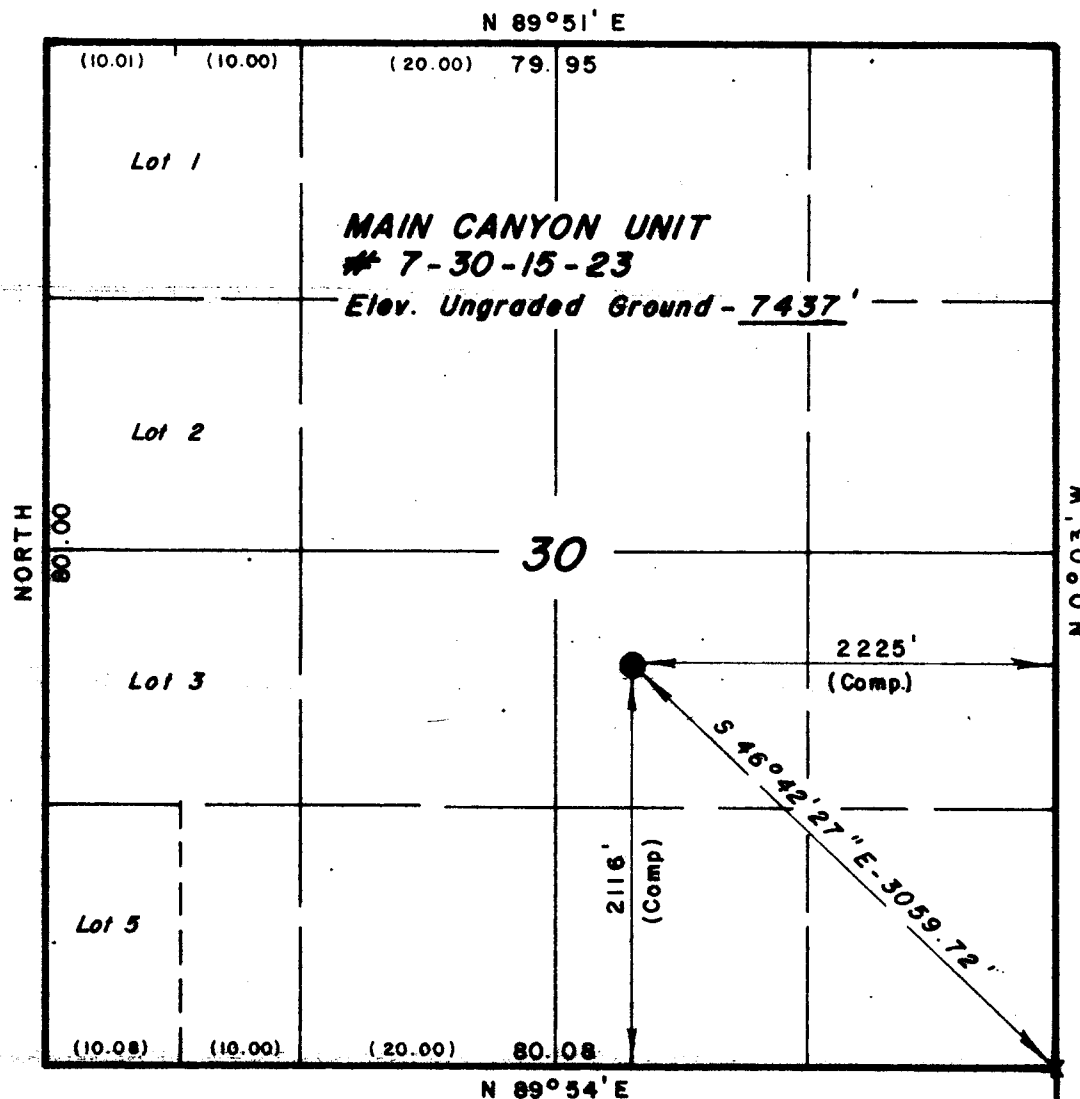 N 89°51' E
(10.01) (10.00) (20.00) 79.95
Lot 1
MAIN CANYON UNIT
# 7-30-15-23
Elev. Ungraded Ground - 7437'
Lot 2
NORTH
80.00
30
N 0°3' W
2225'
(Comp.)
Lot 3
S 46°42'27" E - 3059.72'
2116'
(Comp)
Lot 5
(10.08) (10.00) (20.00) 80.08
N 89°54' E